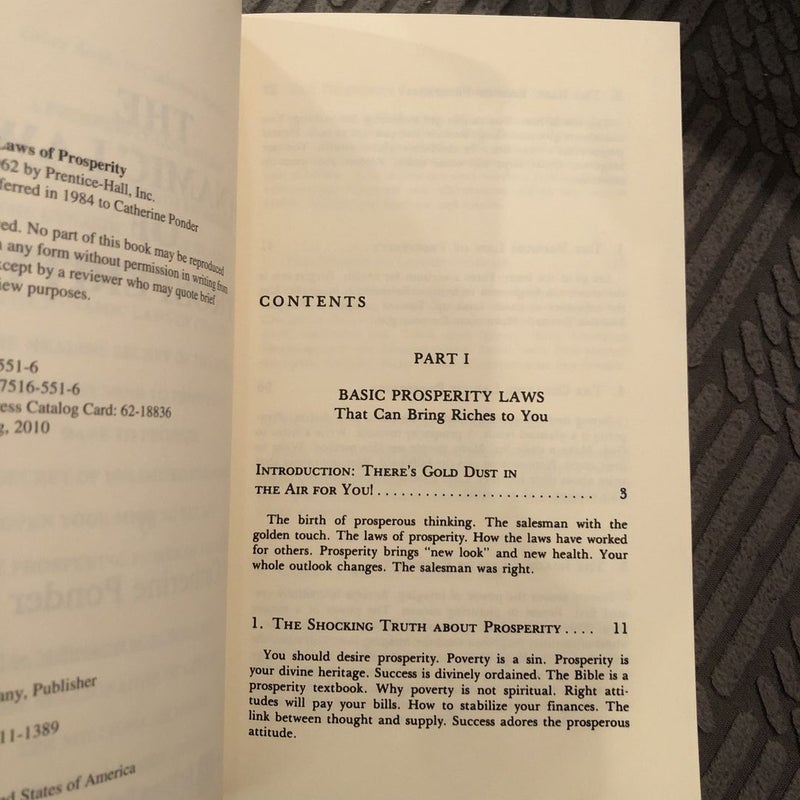 Laws of Prosperity
62 by Prentice-Hall, Inc.
ferred in 1984 to Catherine Ponder
ed. No part of this book may be reproduced
any form without permission in writing from
cept by a reviewer who may quote brief
iew purposes.
551-6
7516-551-6
ess Catalog Card: 62-18836
g, 2010
any, Publisher
11-1389
ed States of America
CONTENTS
PART I
BASIC PROSPERITY LAWS
That Can Bring Riches to You
INTRODUCTION: THERE'S GOLD DUST IN
THE AIR FOR YOU! . . . . . . . . . . . . . . . . . . . . . . . . . . . 3
The birth of prosperous thinking. The salesman with the
golden touch. The laws of prosperity. How the laws have worked
for others. Prosperity brings "new look" and new health. Your
whole outlook changes. The salesman was right.
1. THE SHOCKING TRUTH ABOUT PROSPERITY . . . . 11
You should desire prosperity. Poverty is a sin. Prosperity is
your divine heritage. Success is divinely ordained. The Bible is a
prosperity textbook. Why poverty is not spiritual. Right atti-
tudes will pay your bills. How to stabilize your finances. The
link between thought and supply. Success adores the prosperous
attitude.